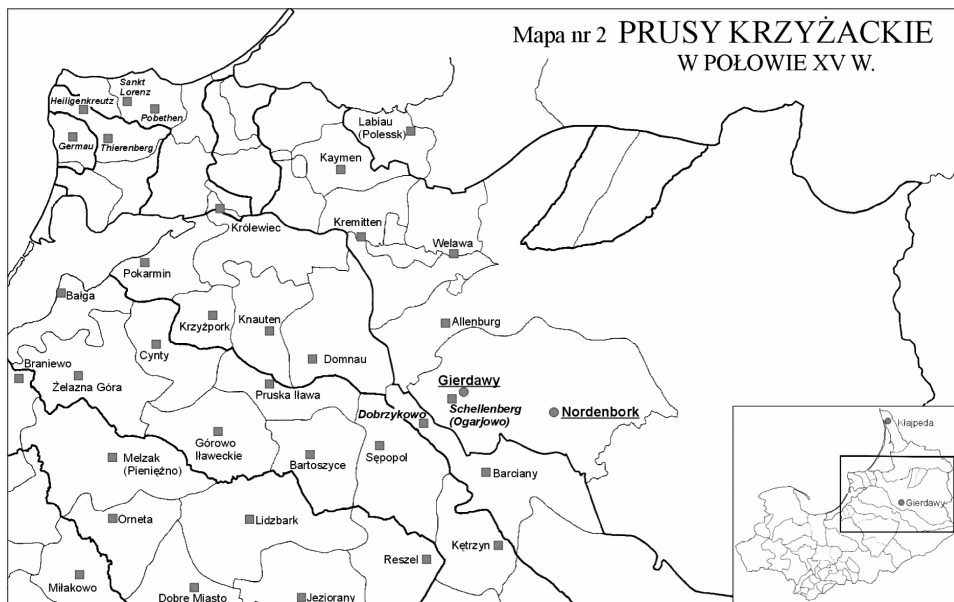 Mapa nr 2 PRUSY KRZYŻACKIE
W POŁOWIE XV W.
Sankt
Lorenz
Heiligenkreutz
Pobethen
Germau
Thierenberg
Labiau
(Polessk)
Kaymen
Królewiec
Kremitten
Welawa
Pokarmin
Bałga
Krzyżpork
Knauten
Allenburg
Cynty
Domnau
Braniewo
Żelazna Góra
Pruska Iława
Gierdawy
Schellenberg
(Ogarjowo)
Nordenbork
Dobrzykowo
Górowo
Iławeckie
Melzak
(Pieniężno)
Bartoszyce
Sępopol
Barciany
Orneta
Lidzbark
Reszel
Kętrzyn
Miłakowo
Dobre Miasto
Jeziorany
Kłajpeda
Gierdawy